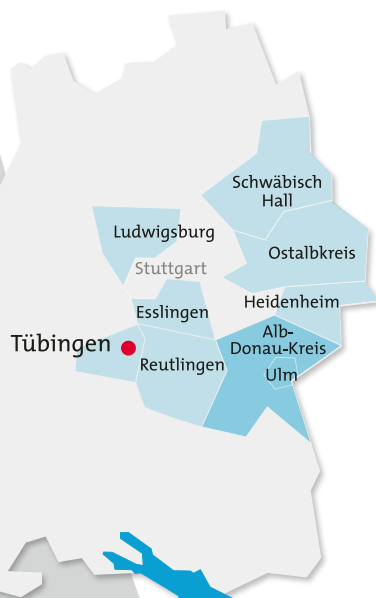 Schwäbisch
Hall
Ludwigsburg
Ostalbkreis
Stuttgart
Heidenheim
Esslingen
Alb-
Donau-Kreis
Tübingen
Reutlingen
Ulm